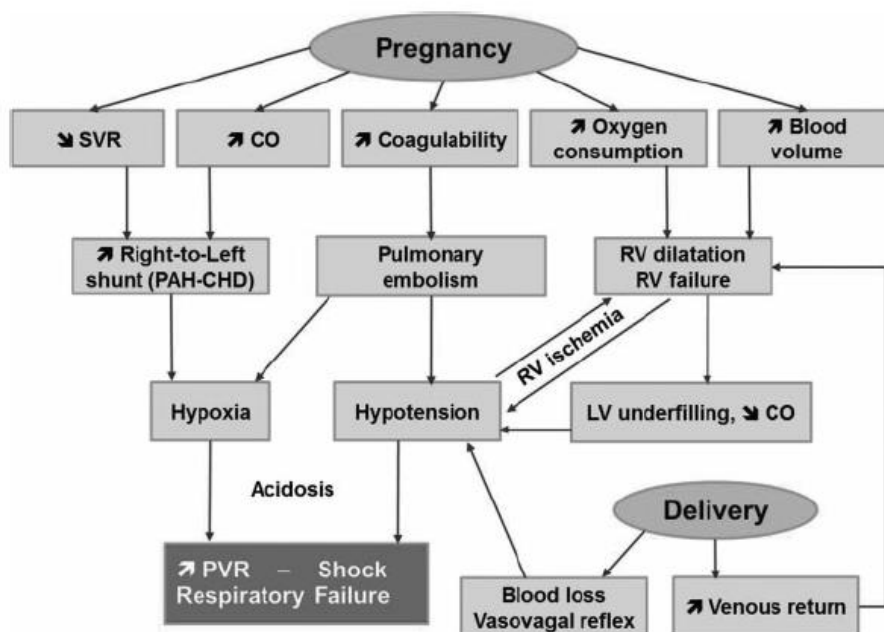 Pregnancy
↘ SVR
↗ CO
↗ Coagulability
↗ Oxygen
consumption
↗ Blood
volume
↗ Right-to-Left
shunt (PAH-CHD)
Pulmonary
embolism
RV dilatation
RV failure
RV ischemia
Hypoxia
Hypotension
LV underfilling, ↘ CO
Acidosis
Delivery
↗ PVR – Shock
Respiratory Failure
Blood loss
Vasovagal reflex
↗ Venous return